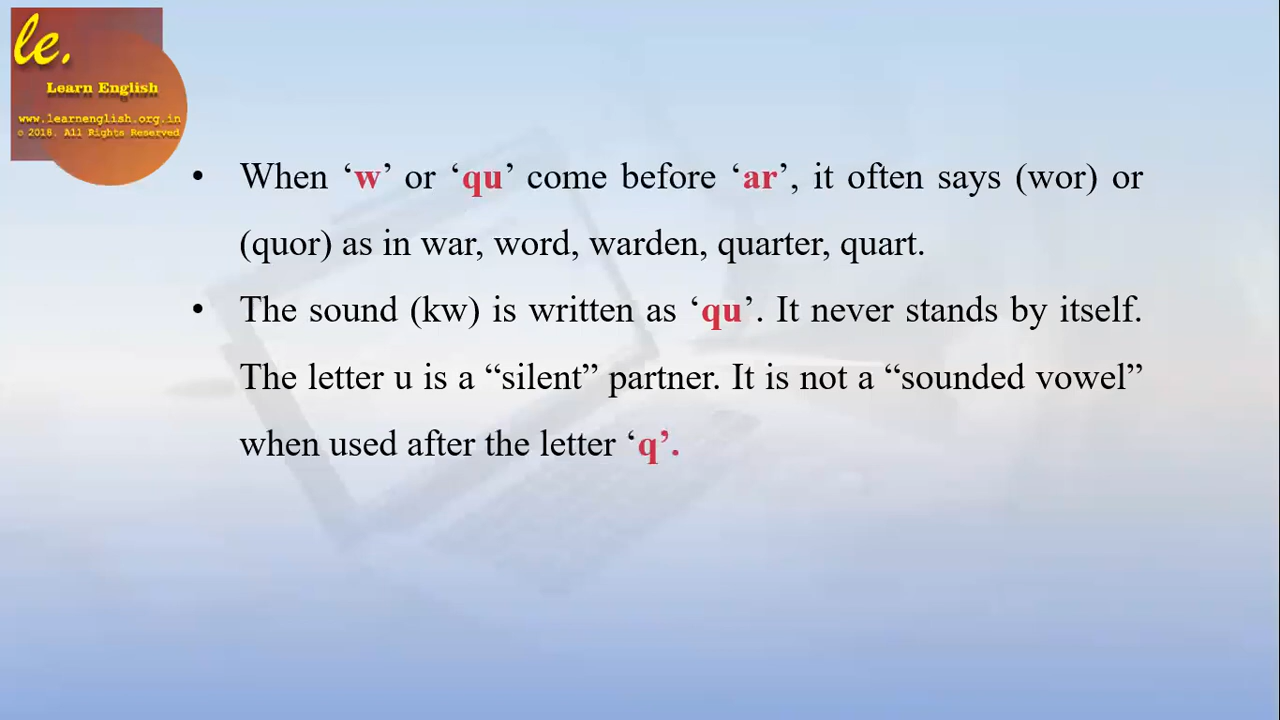 le.
Learn English
www.learnenglish.org.in
© 2018. All Rights Reserved
• When ‘w’ or ‘qu’ come before ‘ar’, it often says (wor) or
(quor) as in war, word, warden, quarter, quart.
• The sound (kw) is written as ‘qu’. It never stands by itself.
The letter u is a “silent” partner. It is not a “sounded vowel”
when used after the letter ‘q’.